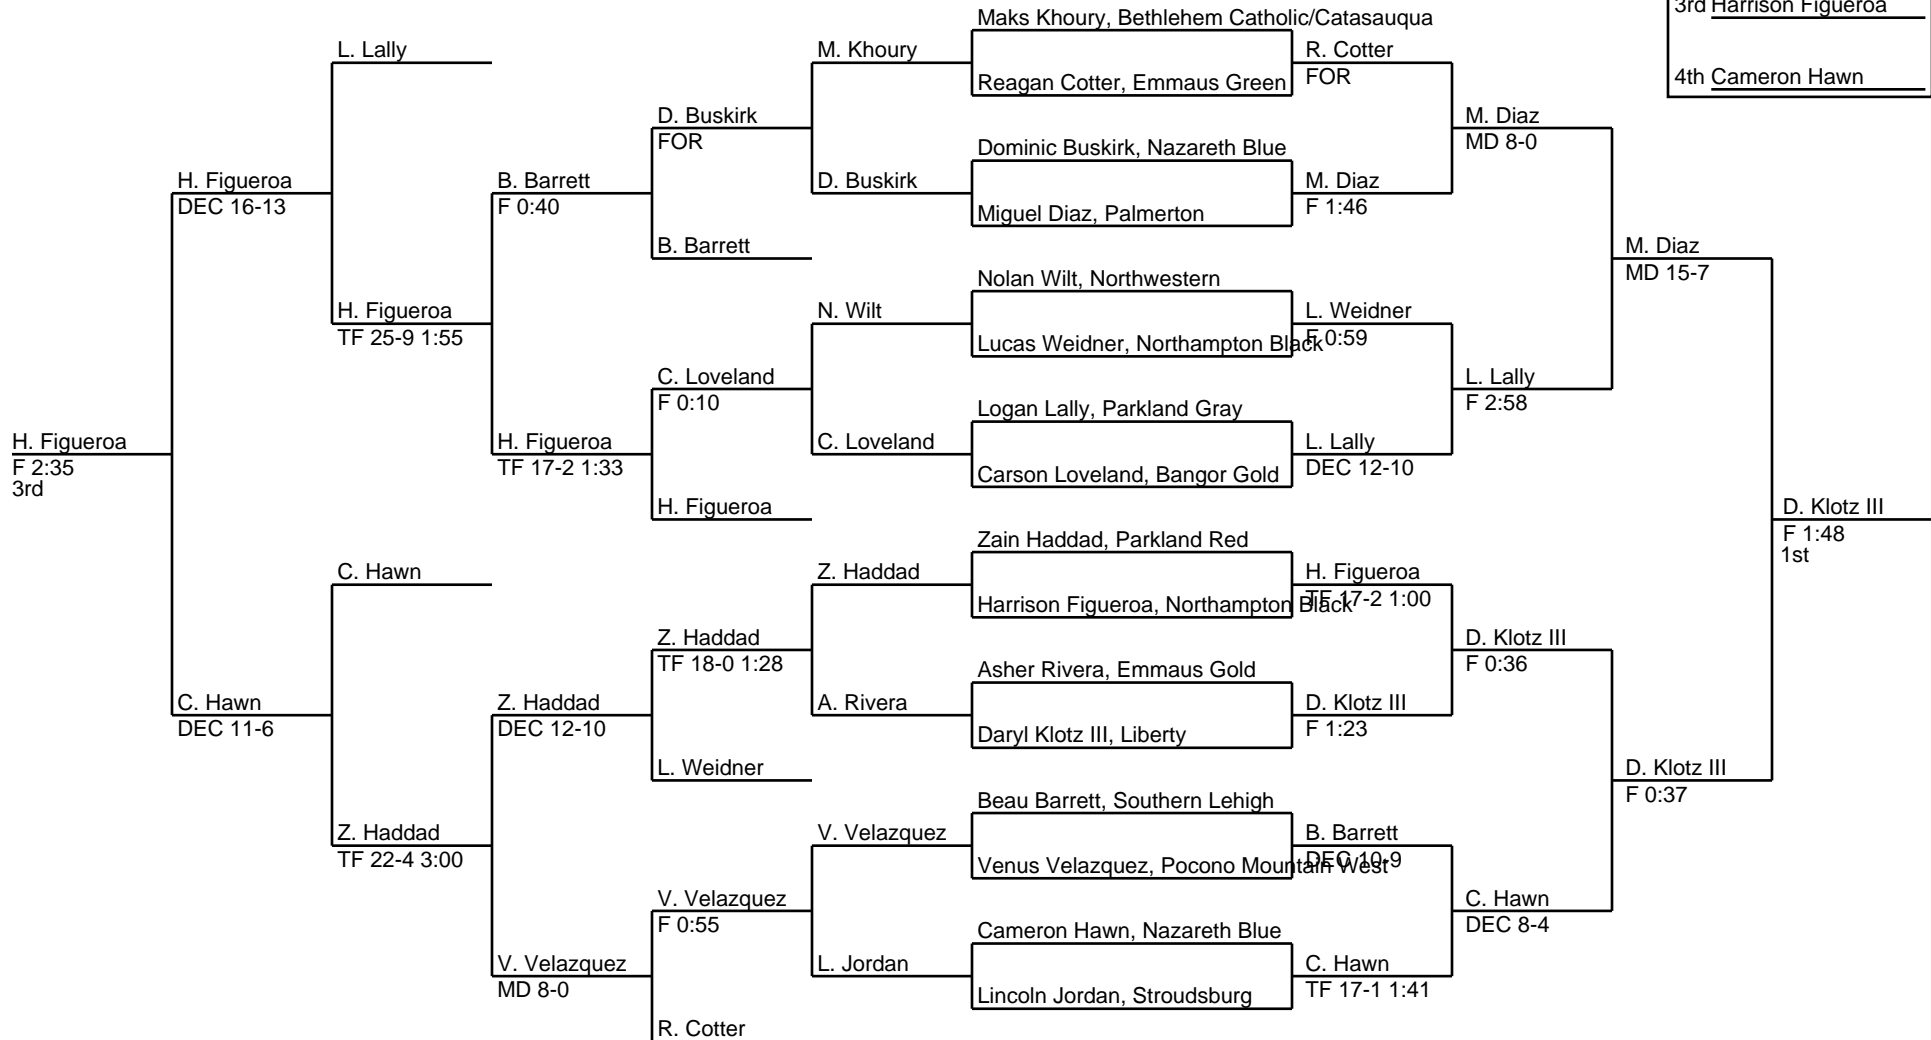 3rd Harrison Figueroa
4th Cameron Hawn
H. Figueroa
F 2:35
3rd
H. Figueroa
DEC 16-13
C. Hawn
DEC 11-6
L. Lally
H. Figueroa
TF 25-9 1:55
C. Hawn
Z. Haddad
TF 22-4 3:00
B. Barrett
F 0:40
H. Figueroa
TF 17-2 1:33
Z. Haddad
DEC 12-10
V. Velazquez
MD 8-0
D. Buskirk
FOR
B. Barrett
C. Loveland
F 0:10
H. Figueroa
Z. Haddad
TF 18-0 1:28
L. Weidner
V. Velazquez
F 0:55
R. Cotter
M. Khoury
D. Buskirk
N. Wilt
C. Loveland
Z. Haddad
A. Rivera
V. Velazquez
L. Jordan
Maks Khoury, Bethlehem Catholic/Catasauqua
Reagan Cotter, Emmaus Green
Dominic Buskirk, Nazareth Blue
Miguel Diaz, Palmerton
Nolan Wilt, Northwestern
Lucas Weidner, Northampton Black
Logan Lally, Parkland Gray
Carson Loveland, Bangor Gold
Zain Haddad, Parkland Red
Harrison Figueroa, Northampton Black
Asher Rivera, Emmaus Gold
Daryl Klotz III, Liberty
Beau Barrett, Southern Lehigh
Venus Velazquez, Pocono Mountain West
Cameron Hawn, Nazareth Blue
Lincoln Jordan, Stroudsburg
R. Cotter
FOR
M. Diaz
F 1:46
L. Weidner
F 0:59
L. Lally
DEC 12-10
H. Figueroa
TF 17-2 1:00
D. Klotz III
F 1:23
B. Barrett
DEC 10-9
C. Hawn
TF 17-1 1:41
M. Diaz
MD 8-0
L. Lally
F 2:58
D. Klotz III
F 0:36
C. Hawn
DEC 8-4
M. Diaz
MD 15-7
D. Klotz III
F 0:37
D. Klotz III
F 1:48
1st